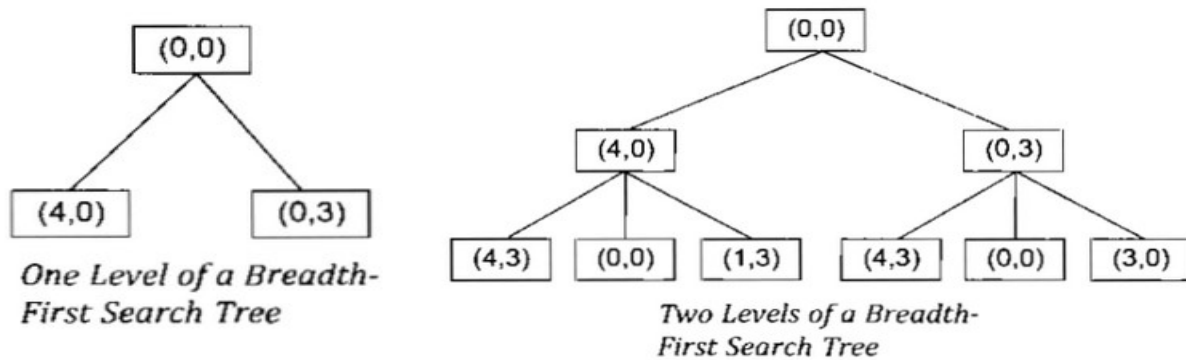 (0,0)
(4,0) (0,3)
One Level of a Breadth-
First Search Tree
(0,0)
(4,0) (0,3)
(4,3) (0,0) (1,3) (4,3) (0,0) (3,0)
Two Levels of a Breadth-
First Search Tree